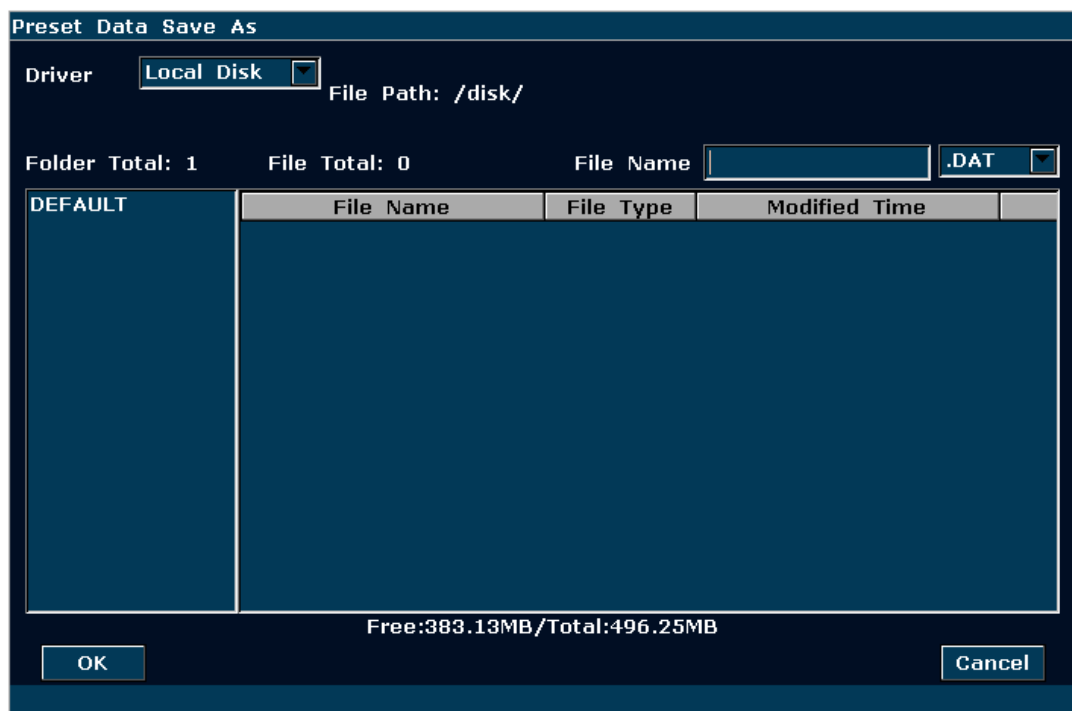 Preset Data Save As
Driver Local Disk
File Path: /disk/
Folder Total: 1 File Total: 0 File Name .DAT
DEFAULT File Name File Type Modified Time
Free:383.13MB/Total:496.25MB
OK Cancel